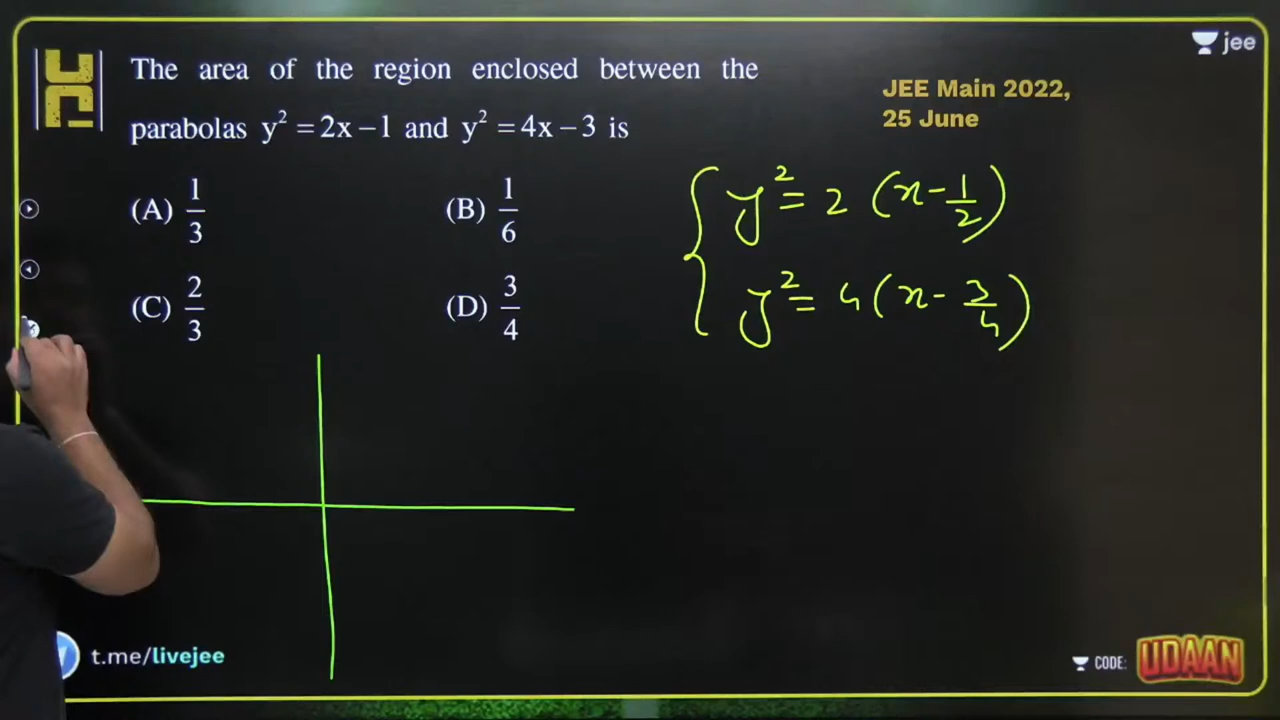 The area of the region enclosed between the
parabolas y² = 2x – 1 and y² = 4x – 3 is
(A) 1/3
(B) 1/6
(C) 2/3
(D) 3/4
JEE Main 2022,
25 June
jee
y² = 2 (x - 1/2)
y² = 4 (x - 3/4)
t.me/livejee
CODE: UDAAN